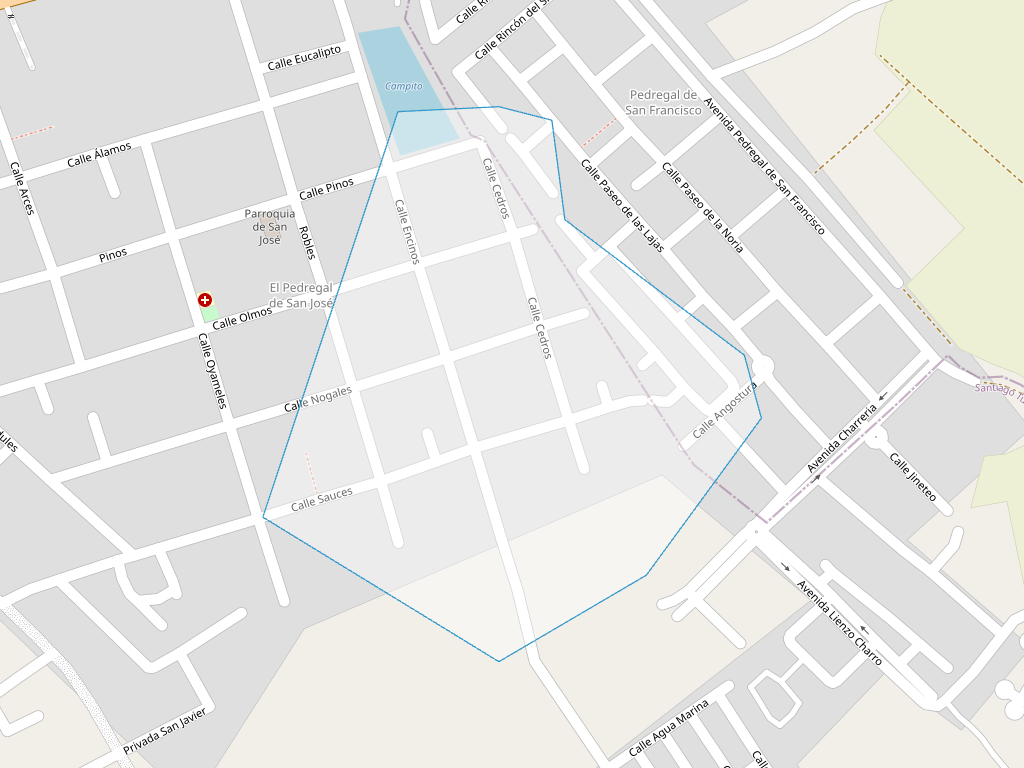 Calle Rincón del S
Calle Eucalipto
Campito
Pedregal de
San Francisco
Avenida Pedregal de San Francisco
Calle Álamos
Calle Arces
Calle Pinos
Calle Cedros
Calle Paseo de las Lajas
Calle Paseo de la Noria
Parroquia
de San
José
Robles
Calle Encinos
Pinos
El Pedregal
de San José
Calle Olmos
Calle Cedros
Calle Oyameles
Calle Nogales
Calle Angostura
Santiago Tu
Avenida Charrería
Calle Sauces
Calle Jineteo
Avenida Lienzo Charro
Calle Agua Marina
Privada San Javier